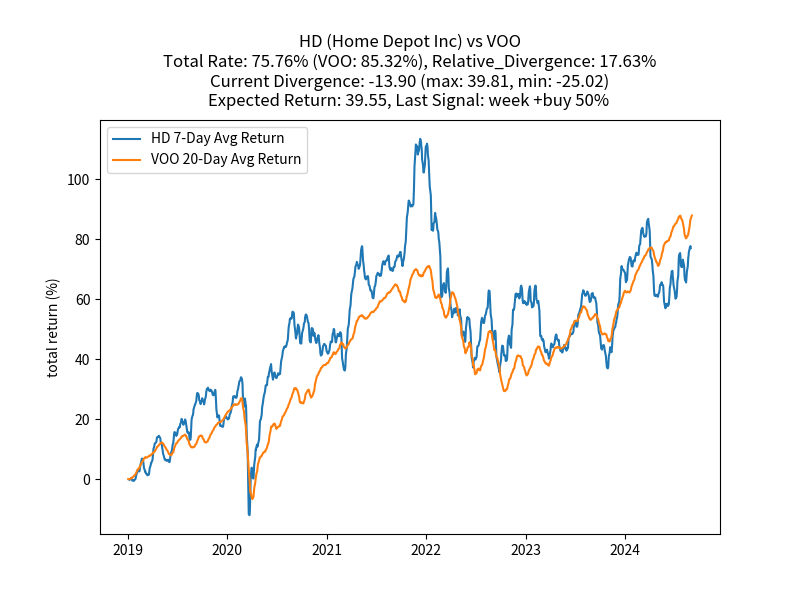 HD (Home Depot Inc) vs VOO
Total Rate: 75.76% (VOO: 85.32%), Relative_Divergence: 17.63%
Current Divergence: -13.90 (max: 39.81, min: -25.02)
Expected Return: 39.55, Last Signal: week +buy 50%
HD 7-Day Avg Return
VOO 20-Day Avg Return
total return (%)
100
80
60
40
20
0
2019 2020 2021 2022 2023 2024